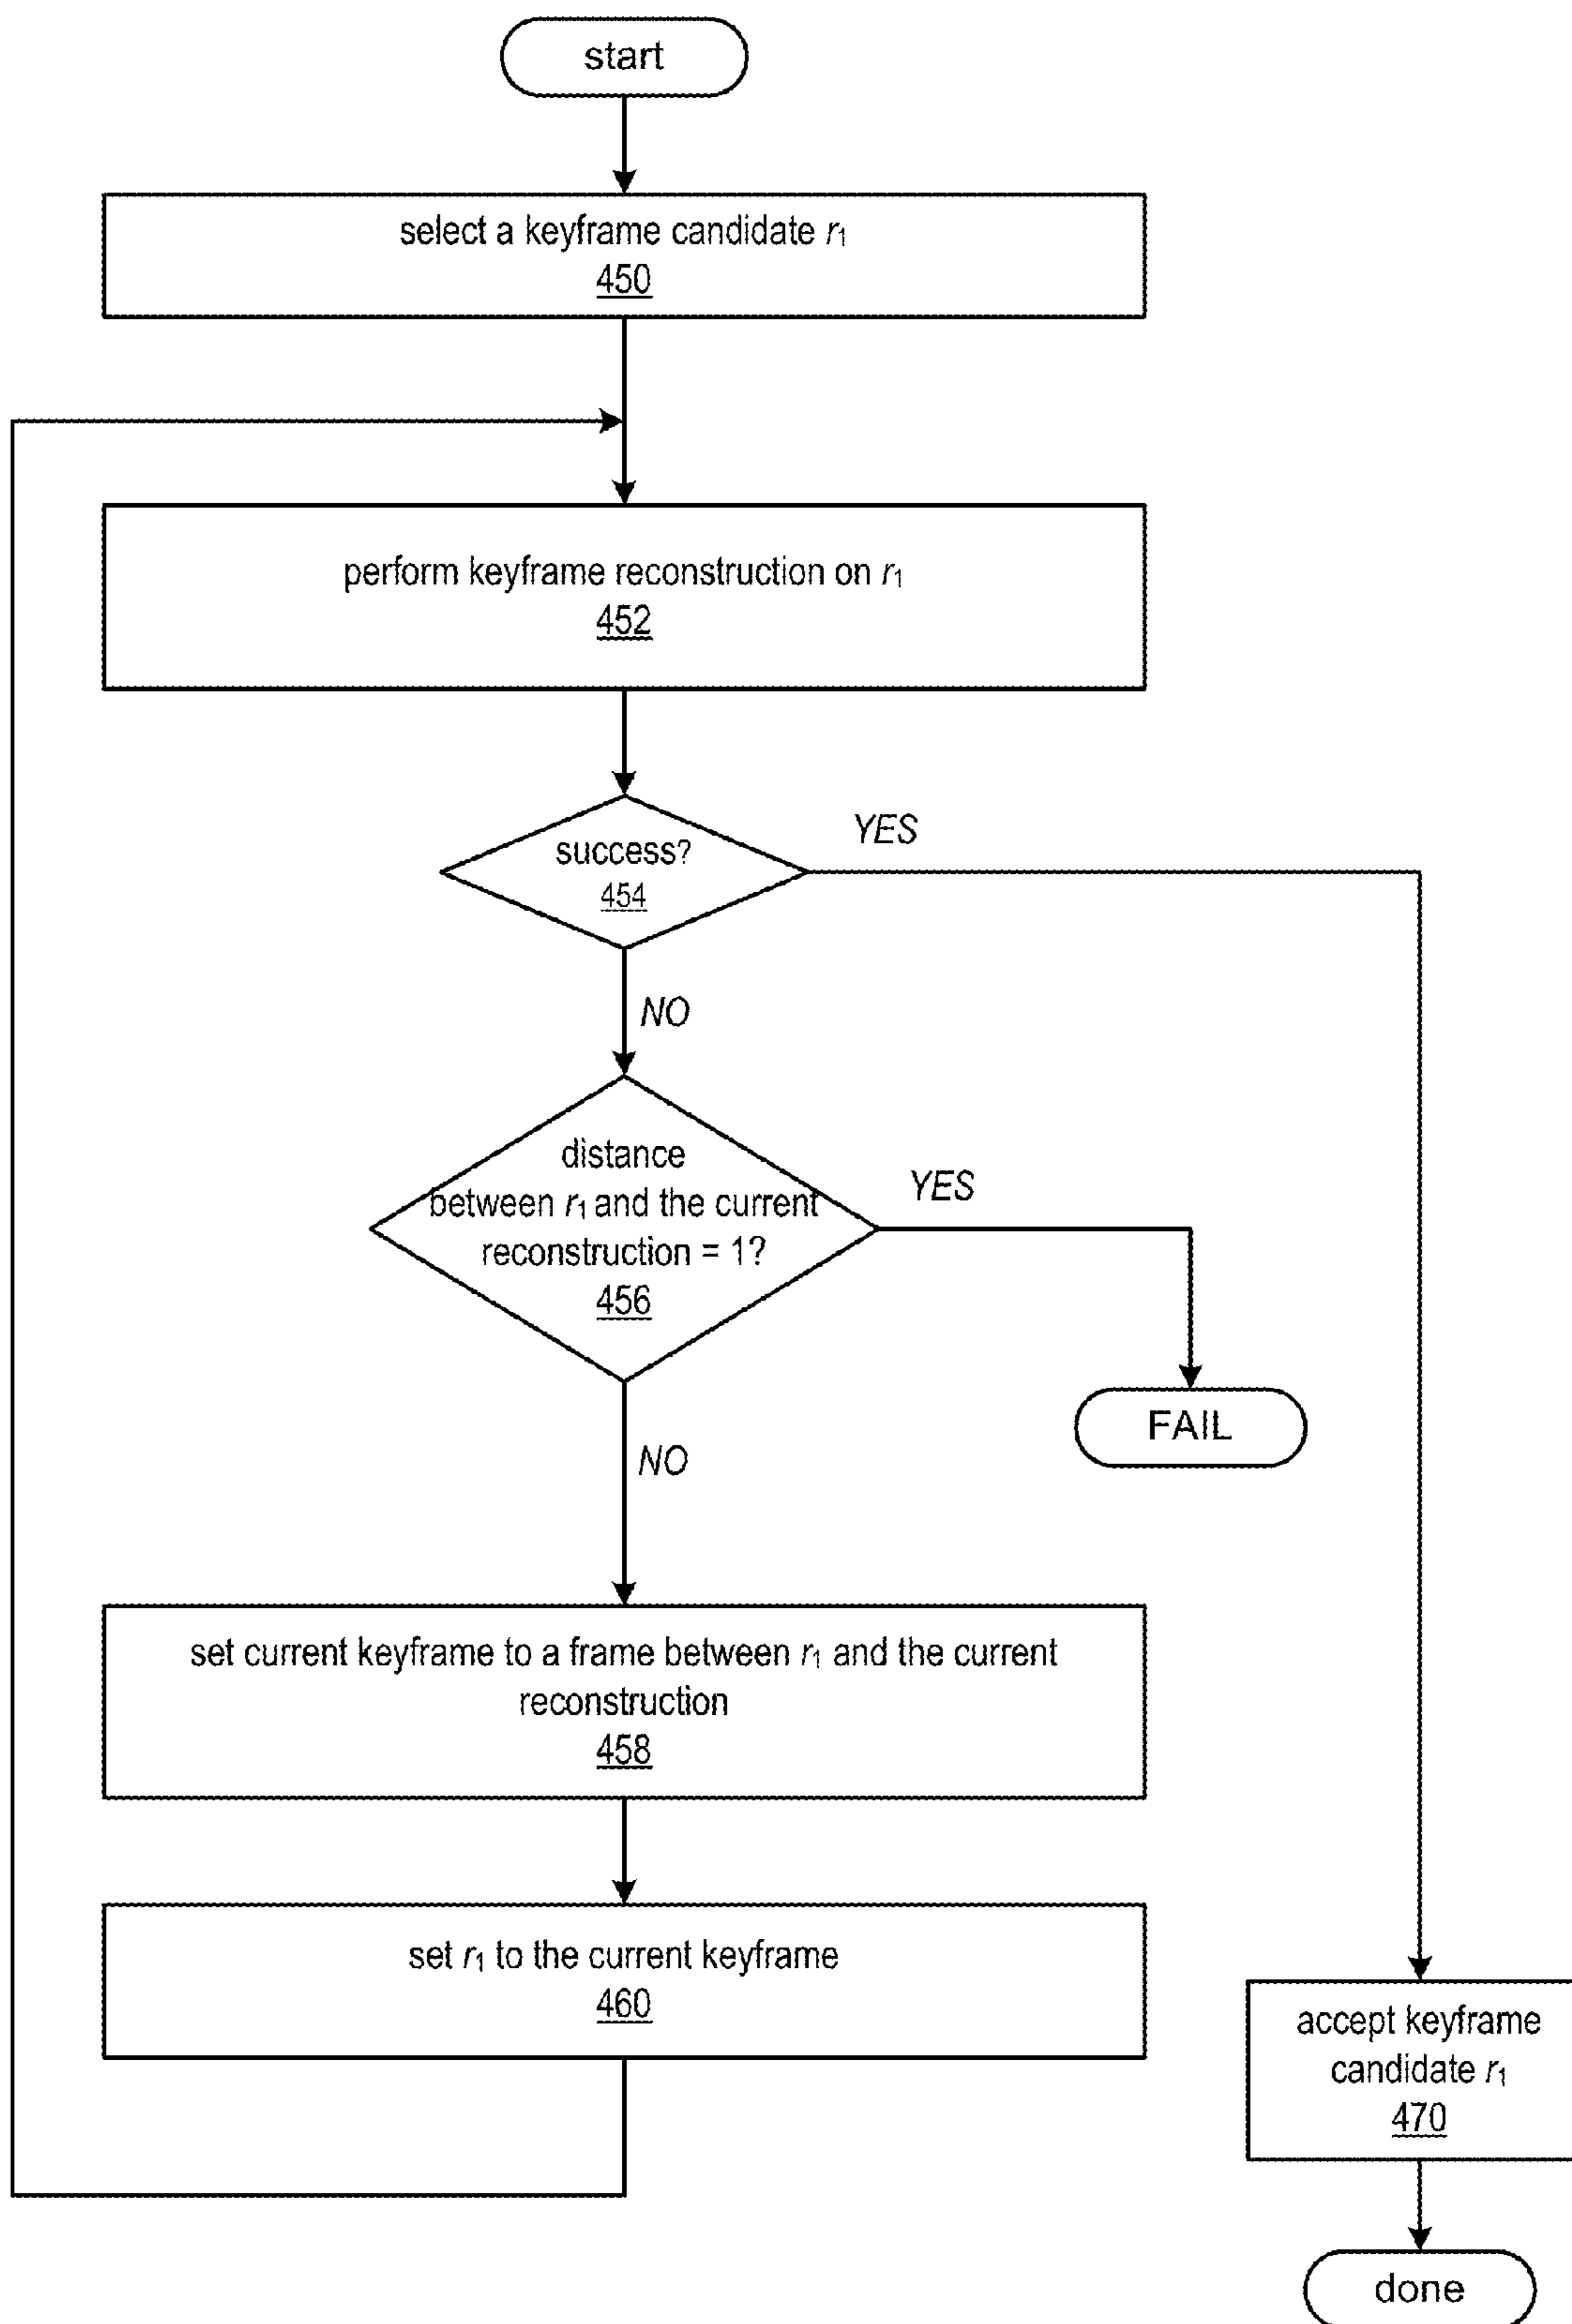 start
select a keyframe candidate r₁
450
perform keyframe reconstruction on r₁
452
success?
454
YES
NO
distance
between r₁ and the current
reconstruction = 1?
456
YES
FAIL
NO
set current keyframe to a frame between r₁ and the current
reconstruction
458
set r₁ to the current keyframe
460
accept keyframe
candidate r₁
470
done